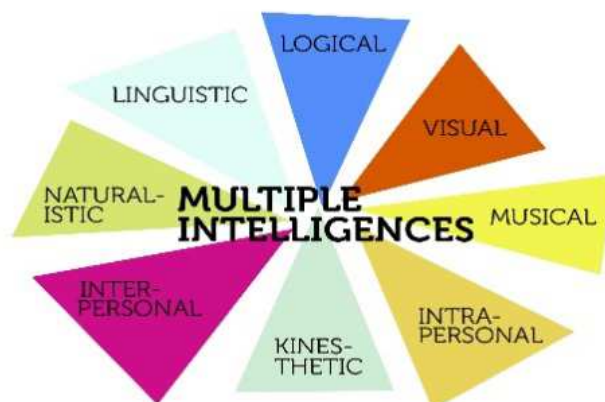 LOGICAL
LINGUISTIC
VISUAL
NATURAL-
ISTIC
MULTIPLE
INTELLIGENCES
MUSICAL
INTER-
PERSONAL
INTRA-
PERSONAL
KINES-
THETIC